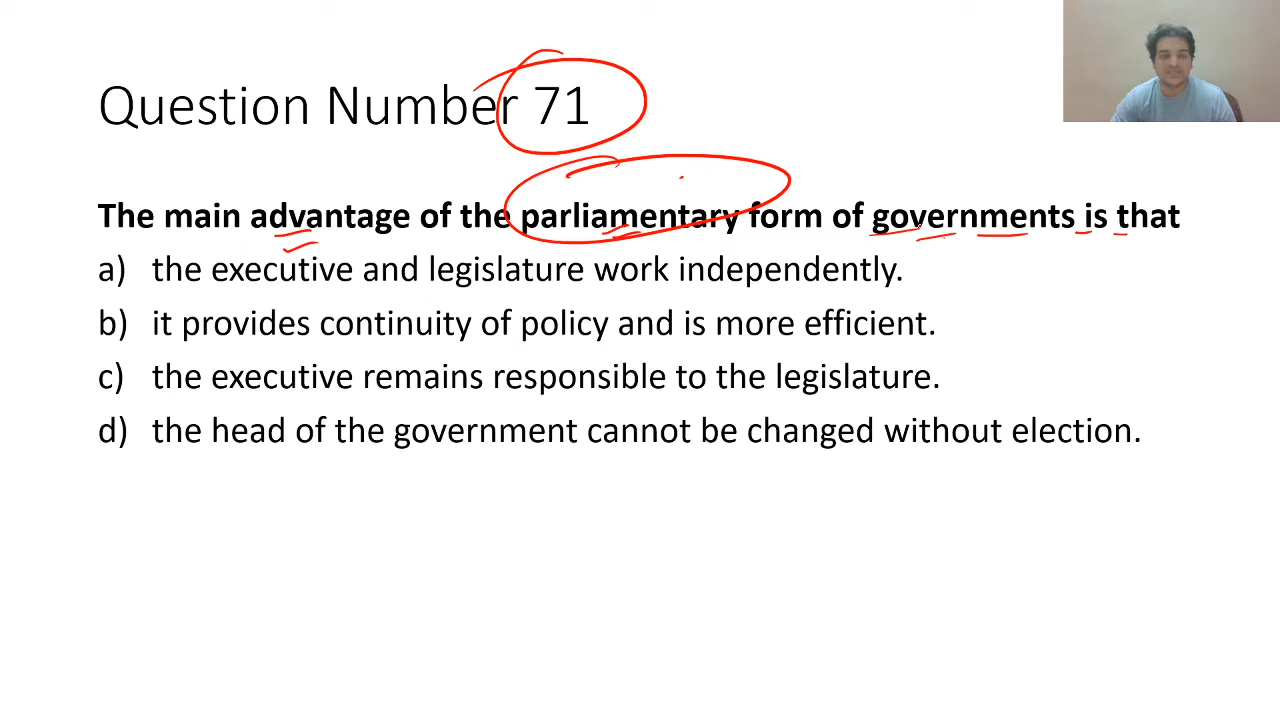 Question Number 71
The main advantage of the parliamentary form of governments is that
a) the executive and legislature work independently.
b) it provides continuity of policy and is more efficient.
c) the executive remains responsible to the legislature.
d) the head of the government cannot be changed without election.